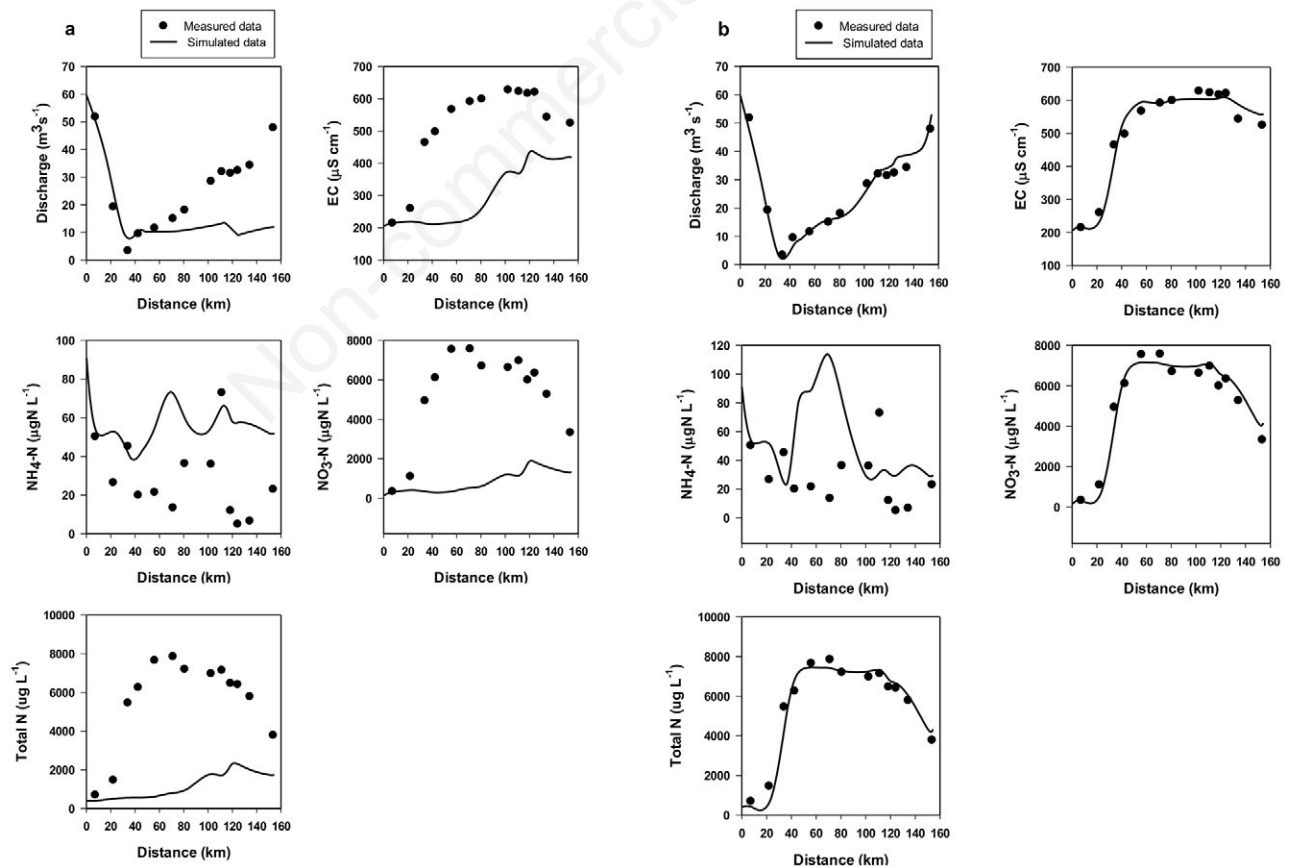 Non-commercial
a
Measured data
Simulated data
Discharge (m³ s⁻¹)
70
60
50
40
30
20
10
0
0 20 40 60 80 100 120 140 160
Distance (km)
EC (µS cm⁻¹)
700
600
500
400
300
200
100
0 20 40 60 80 100 120 140 160
Distance (km)
NH₄-N (µgN L⁻¹)
100
80
60
40
20
0
0 20 40 60 80 100 120 140 160
Distance (km)
NO₃-N (µgN L⁻¹)
8000
6000
4000
2000
0
0 20 40 60 80 100 120 140 160
Distance (km)
Total N (ug L⁻¹)
10000
8000
6000
4000
2000
0
0 20 40 60 80 100 120 140 160
Distance (km)
b
Measured data
Simulated data
Discharge (m³ s⁻¹)
70
60
50
40
30
20
10
0
0 20 40 60 80 100 120 140 160
Distance (km)
EC (µS cm⁻¹)
700
600
500
400
300
200
100
0 20 40 60 80 100 120 140 160
Distance (km)
NH₄-N (µgN L⁻¹)
120
100
80
60
40
20
0
0 20 40 60 80 100 120 140 160
Distance (km)
NO₃-N (µgN L⁻¹)
8000
6000
4000
2000
0
0 20 40 60 80 100 120 140 160
Distance (km)
Total N (ug L⁻¹)
10000
8000
6000
4000
2000
0
0 20 40 60 80 100 120 140 160
Distance (km)